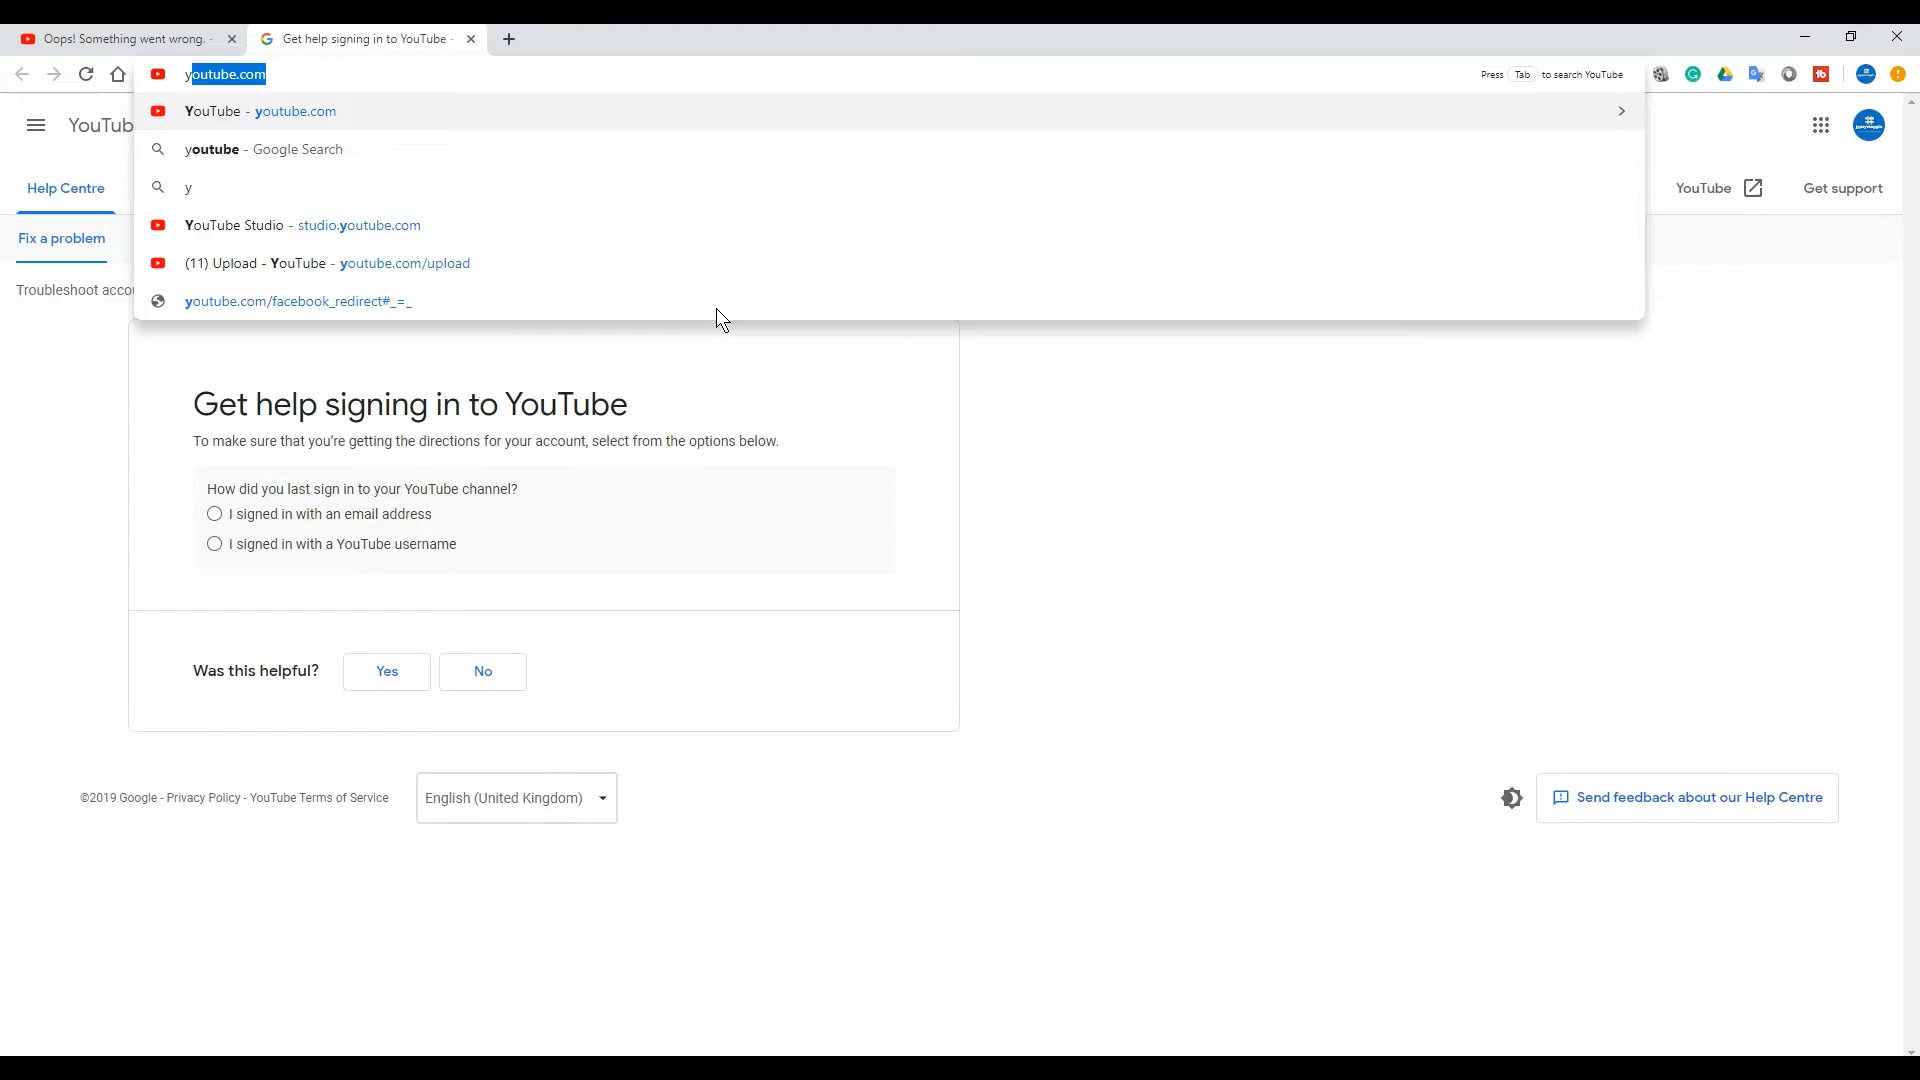 Oops! Something went wrong. -
Get help signing in to YouTube -
youtube.com
Press Tab to search YouTube
YouTube - youtube.com
youtube - Google Search
y
YouTube Studio - studio.youtube.com
(11) Upload - YouTube - youtube.com/upload
youtube.com/facebook_redirect#_=_
YouTub
Help Centre
YouTube
Get support
Fix a problem
Troubleshoot accou
Get help signing in to YouTube
To make sure that you're getting the directions for your account, select from the options below.
How did you last sign in to your YouTube channel?
I signed in with an email address
I signed in with a YouTube username
Was this helpful?
Yes
No
©2019 Google - Privacy Policy - YouTube Terms of Service
English (United Kingdom)
Send feedback about our Help Centre